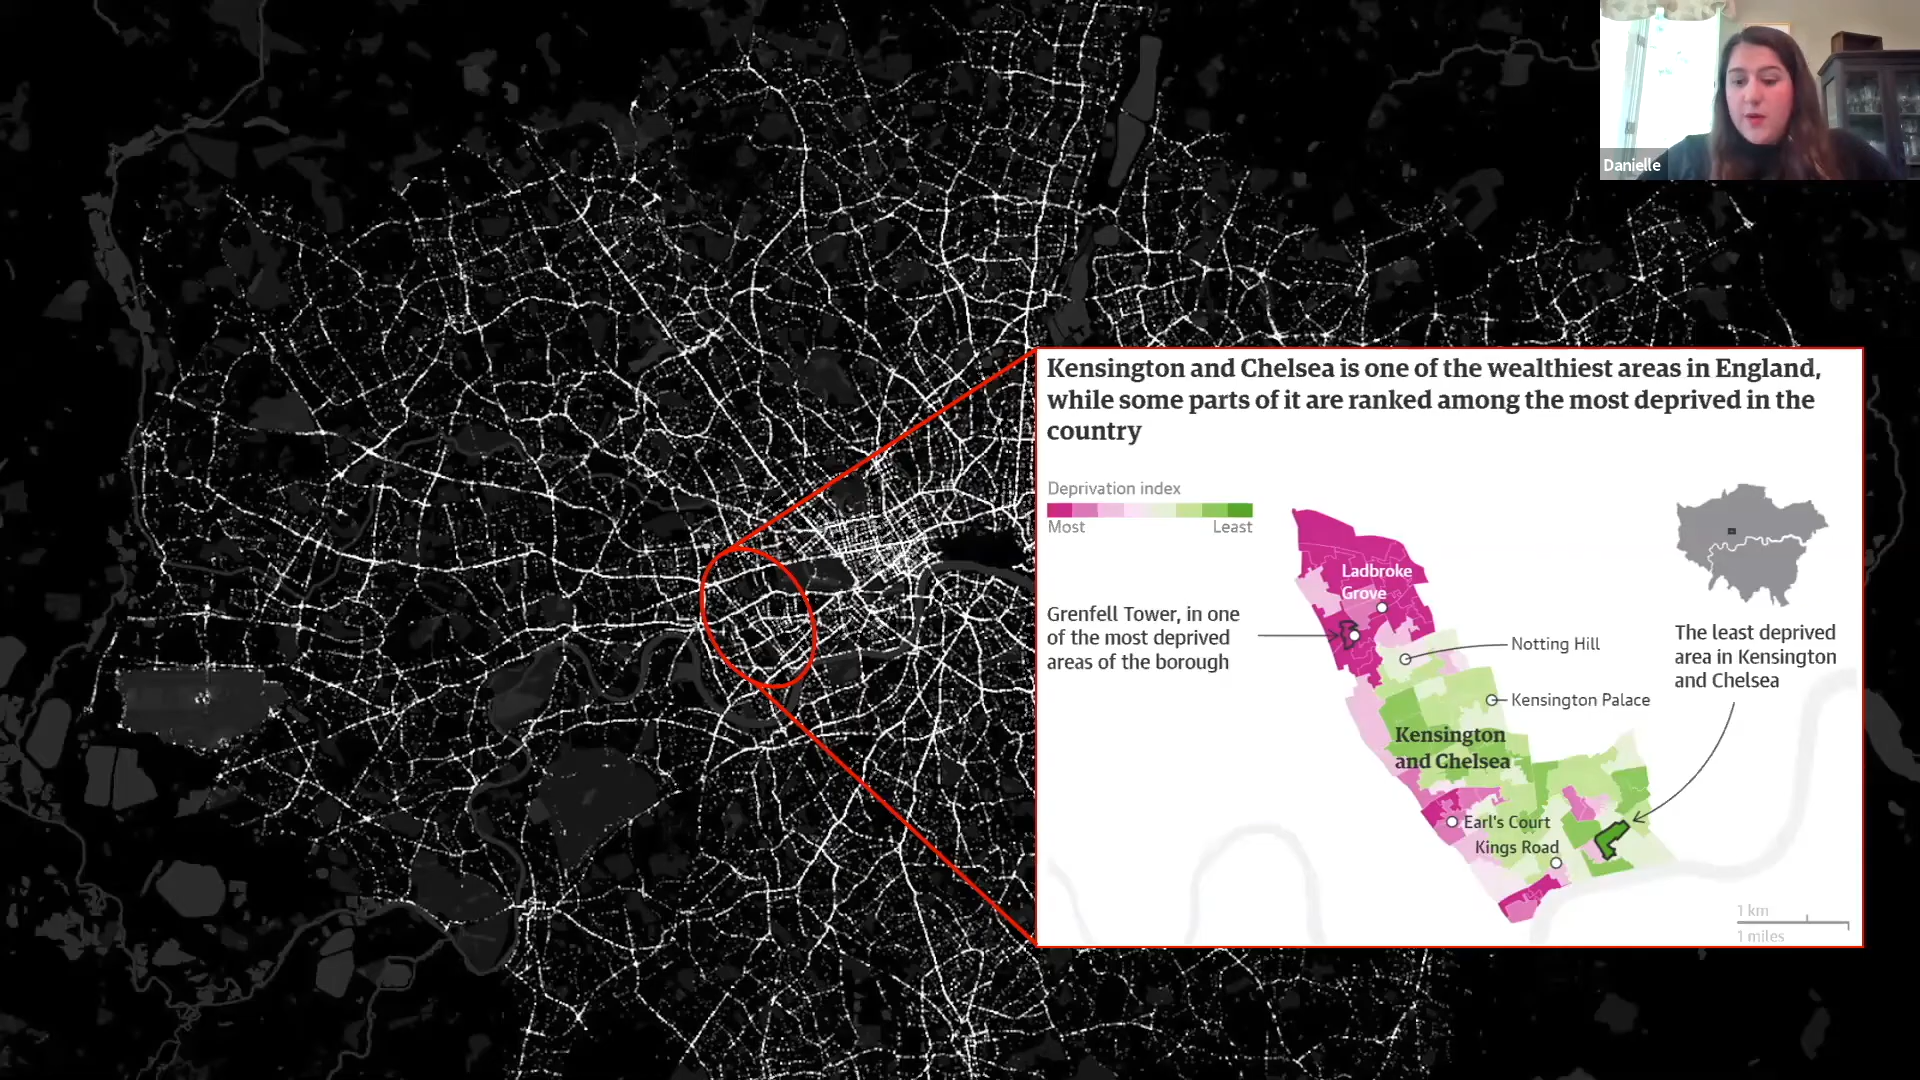 Danielle
Kensington and Chelsea is one of the wealthiest areas in England,
while some parts of it are ranked among the most deprived in the
country
Deprivation index
Most
Least
Ladbroke
Grove
Grenfell Tower, in one
of the most deprived
areas of the borough
Notting Hill
The least deprived
area in Kensington
and Chelsea
Kensington Palace
Kensington
and Chelsea
Earl's Court
Kings Road
1 km
1 miles